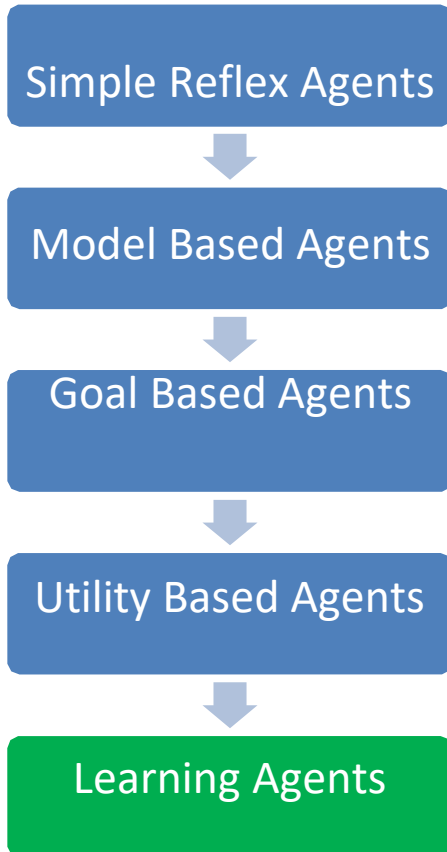 Simple Reflex Agents
Model Based Agents
Goal Based Agents
Utility Based Agents
Learning Agents